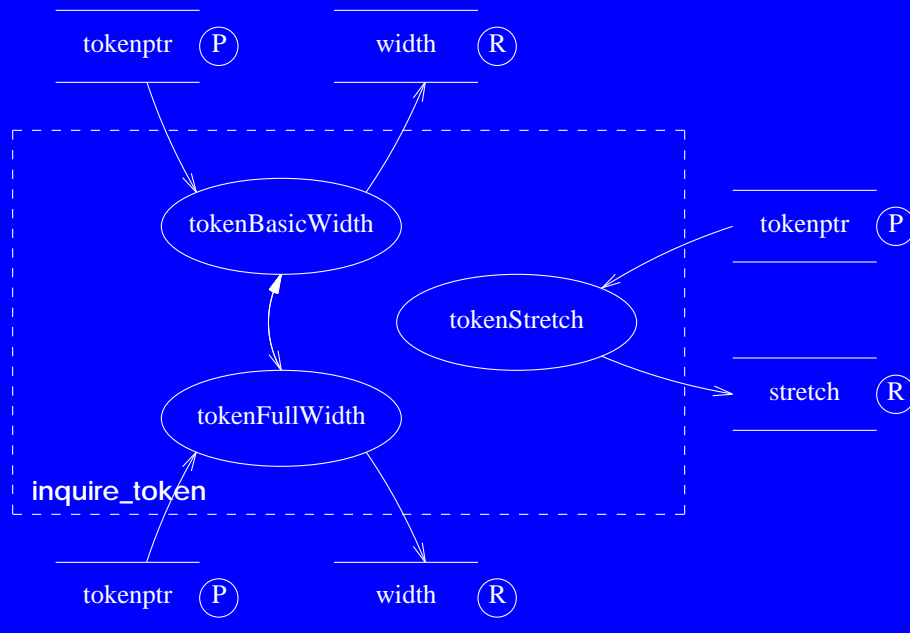 tokenptr P width R
tokenBasicWidth
tokenptr P
tokenStretch
stretch R
tokenFullWidth
inquire_token
tokenptr P width R